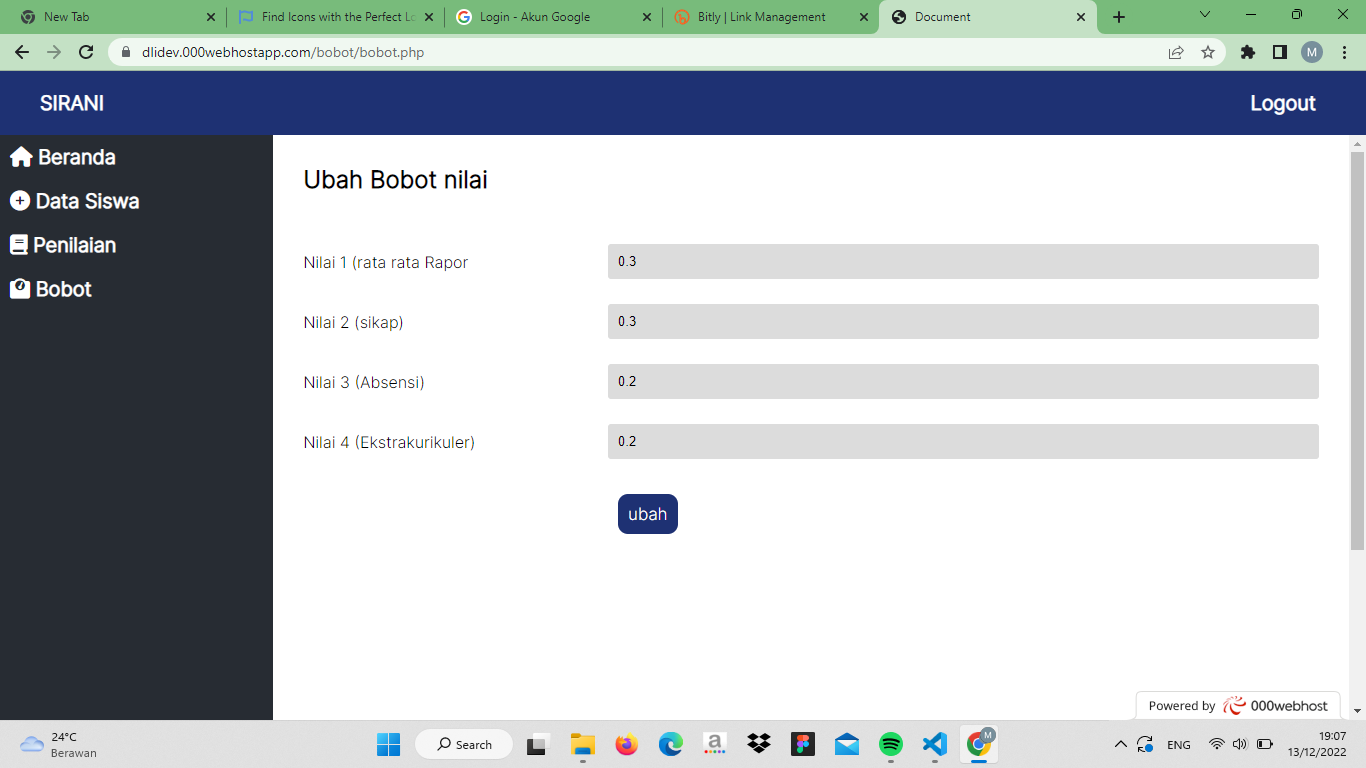 New Tab
Find Icons with the Perfect Lo
Login - Akun Google
Bitly | Link Management
Document
dlidev.000webhostapp.com/bobot/bobot.php
M
SIRANI
Logout
Beranda
Data Siswa
Penilaian
Bobot
Ubah Bobot nilai
Nilai 1 (rata rata Rapor
0.3
Nilai 2 (sikap)
0.3
Nilai 3 (Absensi)
0.2
Nilai 4 (Ekstrakurikuler)
0.2
ubah
Powered by 000webhost
24°C
Berawan
Search
a
M
ENG
19:07
13/12/2022